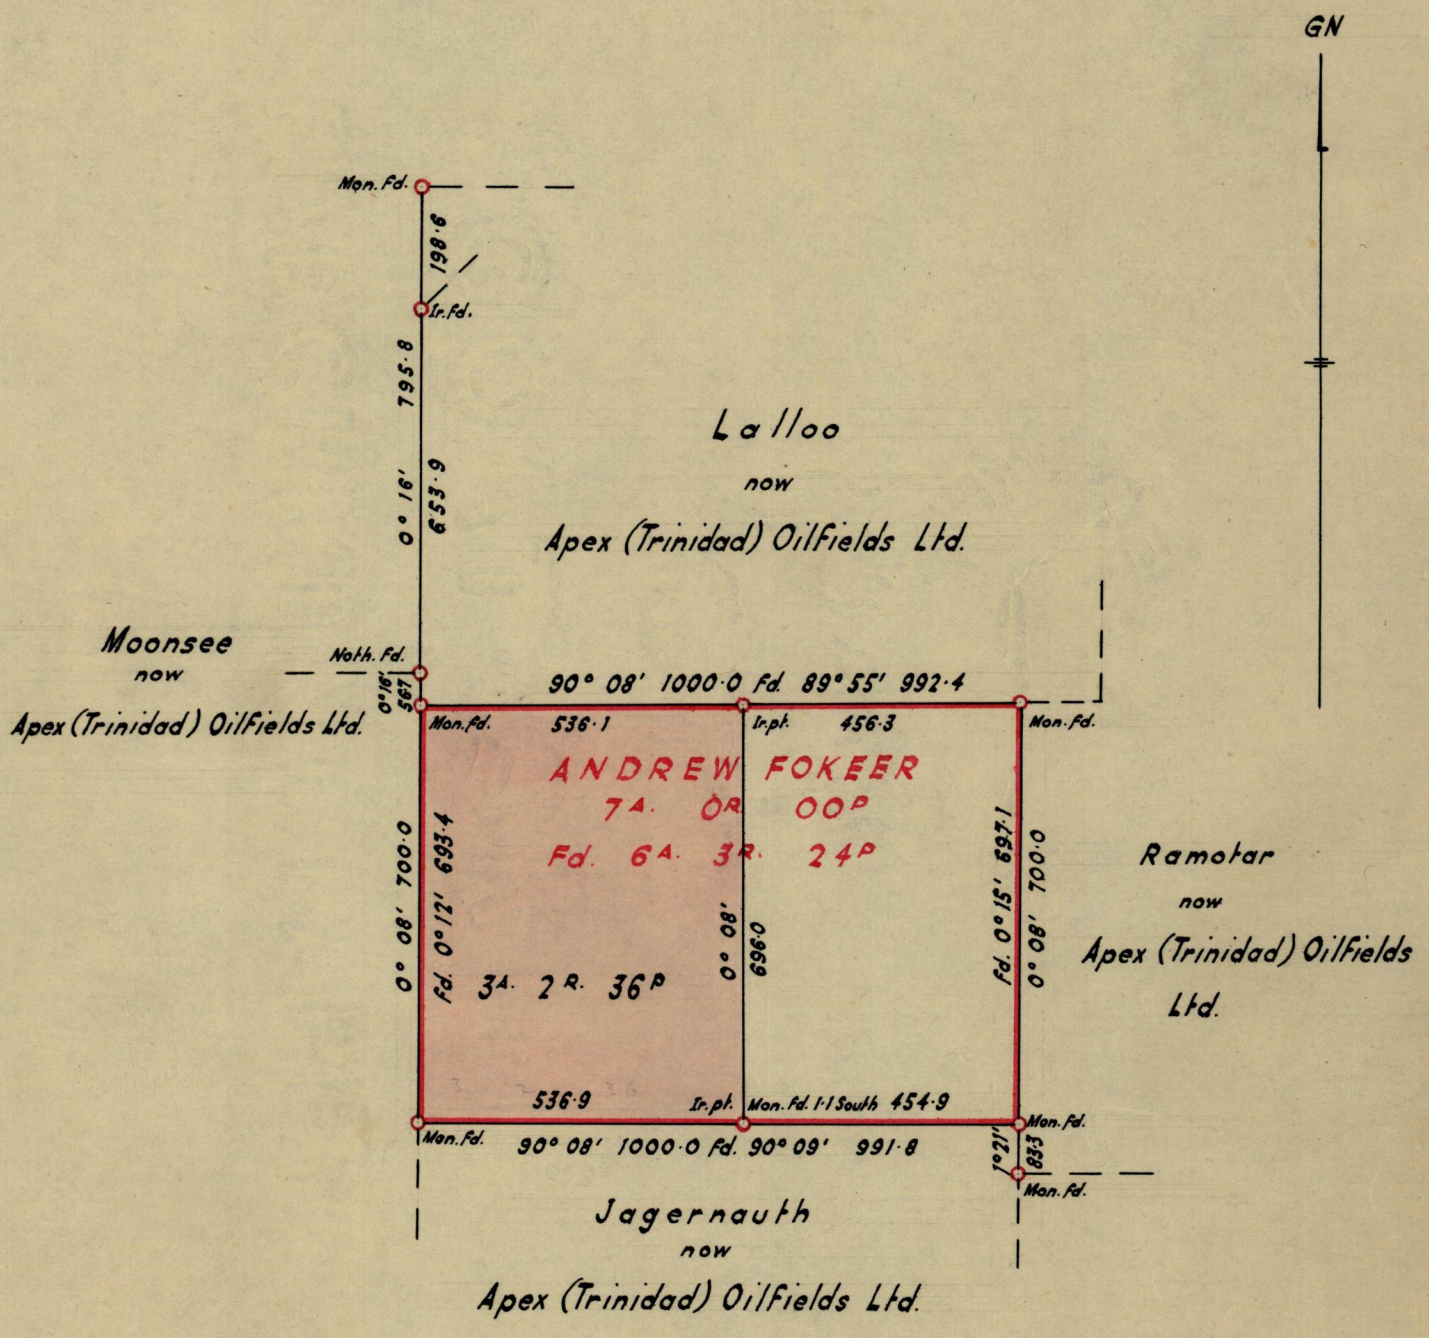 GN
Mon. Fd.
198·6
Ir. Fd.
795·8
0° 16'
653·9
Lalloo
now
Apex (Trinidad) Oilfields Ltd.
Moonsee
now
Apex (Trinidad) Oilfields Ltd.
Noth. Fd.
0° 16'
56·7
90° 08' 1000·0 Fd. 89° 55' 992·4
Mon. Fd.
536·1
Ir. pt.
456·3
Mon. Fd.
ANDREW FOKEER
7A. 0R. 00P
Fd. 6A. 3R. 24P
0° 08' 700·0
Fd. 0° 12' 693·4
0° 08'
696·0
Fd. 0° 15' 697·1
0° 08' 700·0
Ramotar
now
Apex (Trinidad) Oilfields
Ltd.
3A. 2R. 36P
536·9
Ir. pt.
Mon. Fd. 1·1 South
454·9
Mon. Fd.
Mon. Fd.
90° 08' 1000·0 Fd. 90° 09' 991·8
1° 21'
83·3
Mon. Fd.
Jagernauth
now
Apex (Trinidad) Oilfields Ltd.